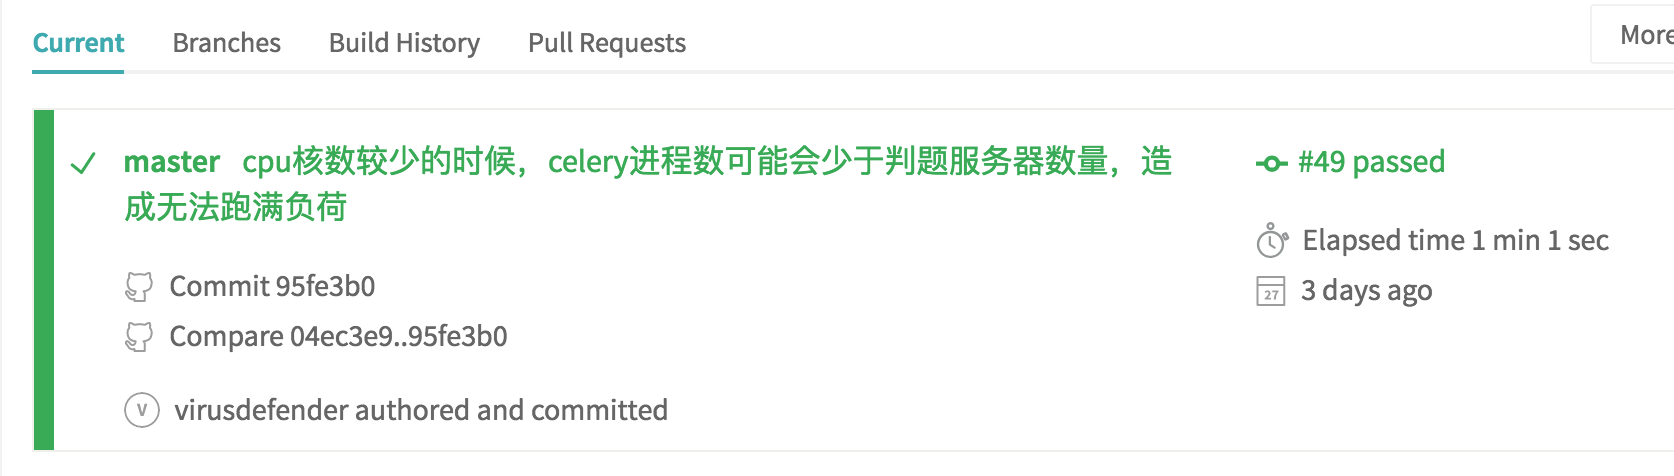 Current Branches Build History Pull Requests More
master cpu核数较少的时候，celery进程数可能会少于判题服务器数量，造
成无法跑满负荷
#49 passed
Elapsed time 1 min 1 sec
27 3 days ago
Commit 95fe3b0
Compare 04ec3e9..95fe3b0
V virusdefender authored and committed